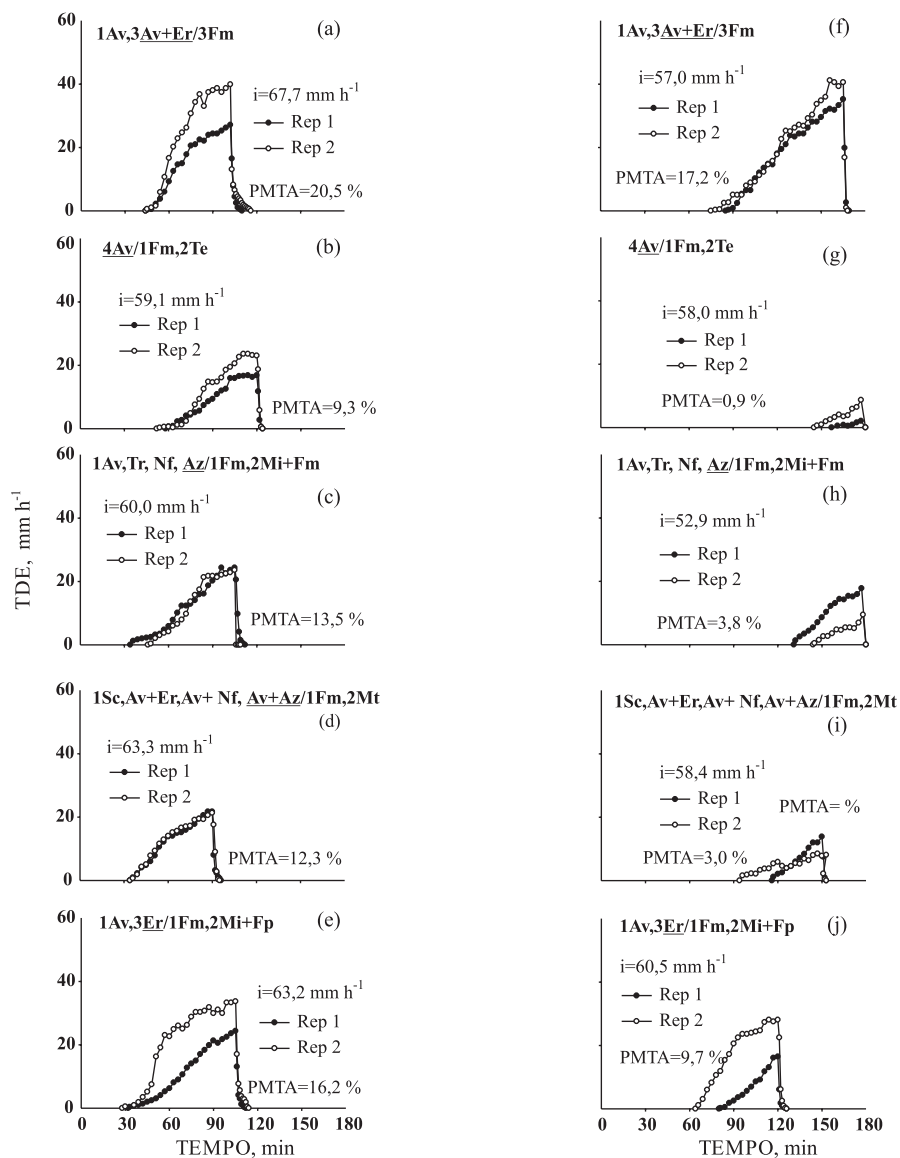 1Av,3Av+Er/3Fm
(a)
60
40
20
0
i=67,7 mm h-1
Rep 1
Rep 2
PMTA=20,5 %
1Av,3Av+Er/3Fm
(f)
i=57,0 mm h-1
Rep 1
Rep 2
PMTA=17,2 %
0
4Av/1Fm,2Te
(b)
60
40
20
0
i=59,1 mm h-1
Rep 1
Rep 2
PMTA=9,3 %
4Av/1Fm,2Te
(g)
i=58,0 mm h-1
Rep 1
Rep 2
PMTA=0,9 %
0
1Av,Tr, Nf, Az/1Fm,2Mi+Fm
(c)
60
40
20
0
i=60,0 mm h-1
Rep 1
Rep 2
PMTA=13,5 %
TDE, mm h-1
1Av,Tr, Nf, Az/1Fm,2Mi+Fm
(h)
i=52,9 mm h-1
Rep 1
Rep 2
PMTA=3,8 %
0
1Sc,Av+Er,Av+ Nf, Av+Az/1Fm,2Mt
(d)
60
40
20
0
i=63,3 mm h-1
Rep 1
Rep 2
PMTA=12,3 %
1Sc,Av+Er,Av+ Nf,Av+Az/1Fm,2Mt
(i)
i=58,4 mm h-1
Rep 1
Rep 2
PMTA= %
PMTA=3,0 %
0
1Av,3Er/1Fm,2Mi+Fp
(e)
60
40
20
0
i=63,2 mm h-1
Rep 1
Rep 2
PMTA=16,2 %
0 30 60 90 120 150 180
TEMPO, min
1Av,3Er/1Fm,2Mi+Fp
(j)
i=60,5 mm h-1
Rep 1
Rep 2
PMTA=9,7 %
0
0 30 60 90 120 150 180
TEMPO, min